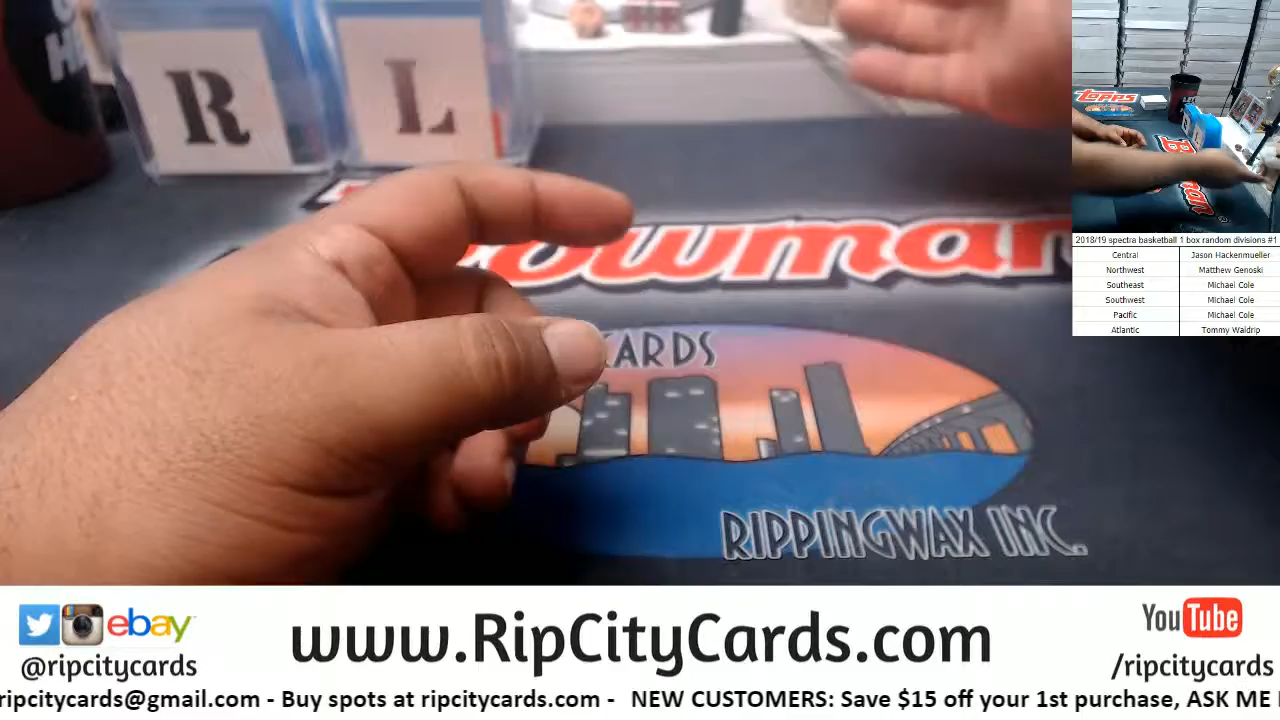 R L
Bowman
CARDS
RIPPINGWAX INC.
TOPPS
2018/19 spectra basketball 1 box random divisions #1
Central Jason Hackenmueller
Northwest Matthew Genoski
Southeast Michael Cole
Southwest Michael Cole
Pacific Michael Cole
Atlantic Tommy Waldrip
ebay
@ripcitycards
www.RipCityCards.com
YouTube
/ripcitycards
ripcitycards@gmail.com - Buy spots at ripcitycards.com - NEW CUSTOMERS: Save $15 off your 1st purchase, ASK ME